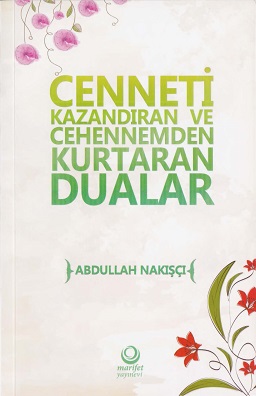 CENNETİ
KAZANDIRAN VE
CEHENNEMDEN
KURTARAN
DUALAR
ABDULLAH NAKIŞÇI
marifet
yayınevi